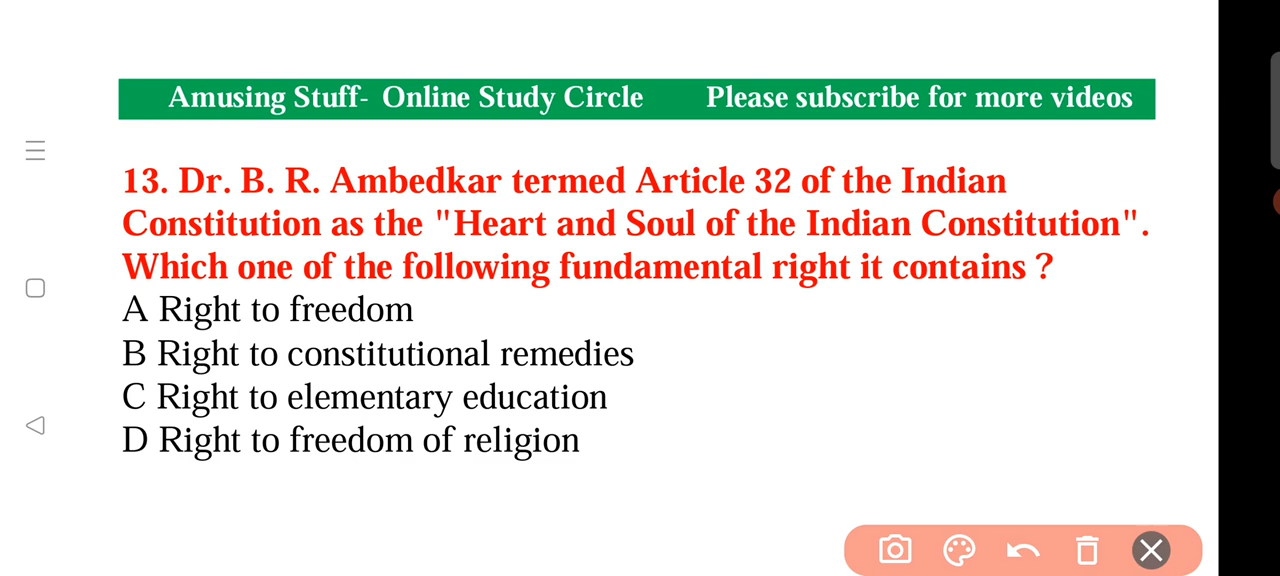 Amusing Stuff- Online Study Circle Please subscribe for more videos
13. Dr. B. R. Ambedkar termed Article 32 of the Indian
Constitution as the "Heart and Soul of the Indian Constitution".
Which one of the following fundamental right it contains ?
A Right to freedom
B Right to constitutional remedies
C Right to elementary education
D Right to freedom of religion